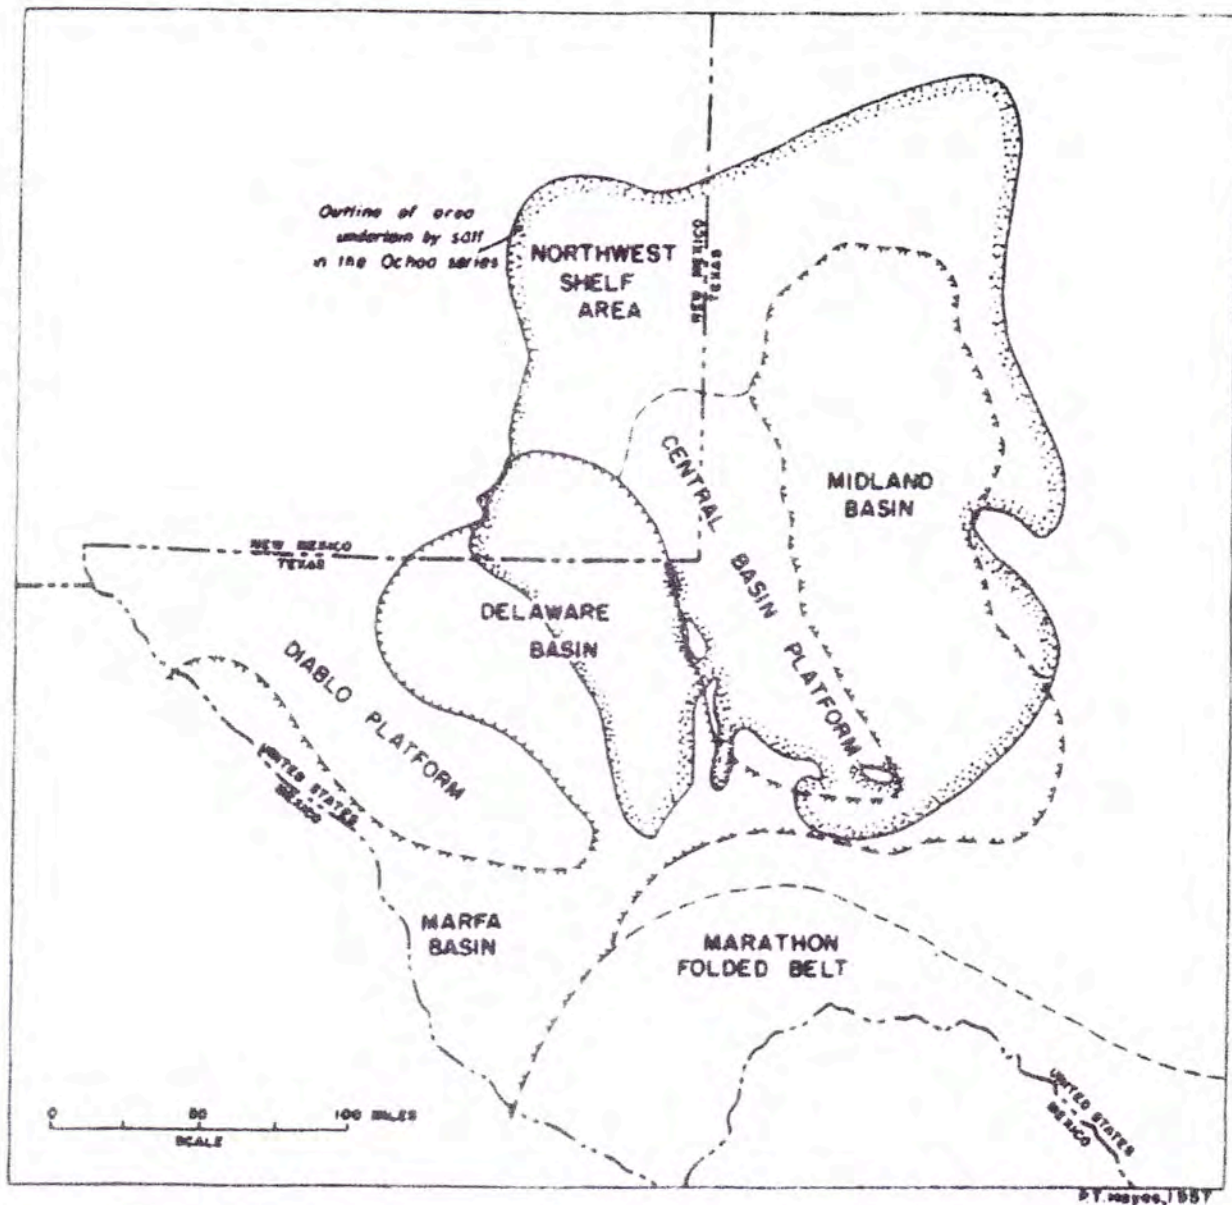 Outline of area
underlain by salt
in the Ochoa series
NORTHWEST
SHELF
AREA
NEW MEXICO
TEXAS
CENTRAL BASIN PLATFORM
MIDLAND
BASIN
NEW MEXICO
TEXAS
DELAWARE
BASIN
DIABLO PLATFORM
UNITED STATES
MEXICO
MARFA
BASIN
MARATHON
FOLDED BELT
0 50 100 MILES
SCALE
UNITED STATES
MEXICO
P.T. Hayes, 1957